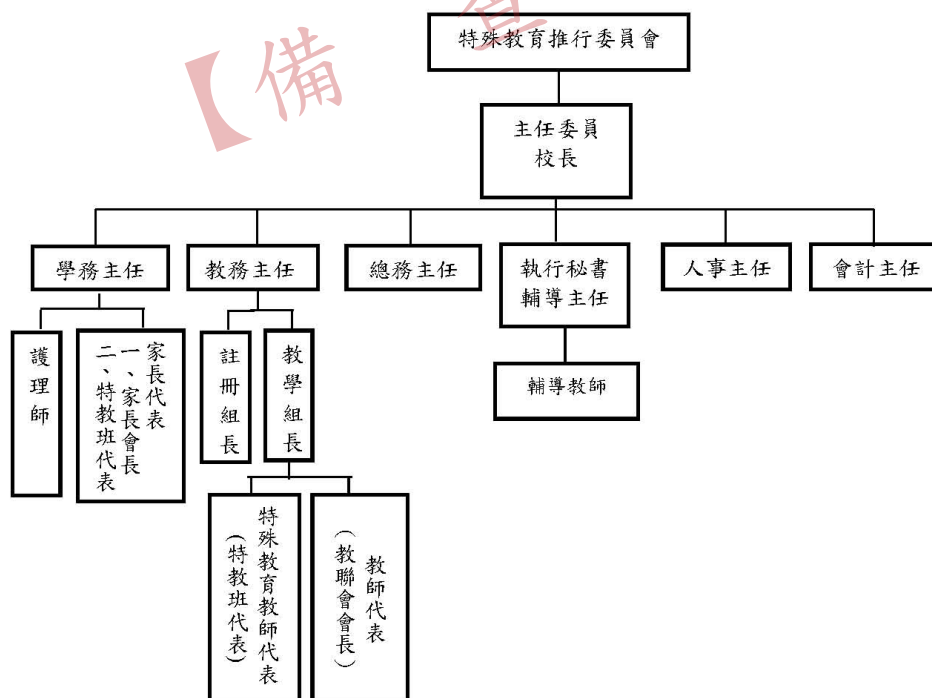 【備查
特殊教育推行委員會
主任委員
校長
學務主任
教務主任
總務主任
執行秘書
輔導主任
人事主任
會計主任
護理師
家長代表
一、家長會長
二、特教班代表
註冊組長
教學組長
輔導教師
特殊教育教師代表
(特教班代表)
教師代表
(教聯會會長)